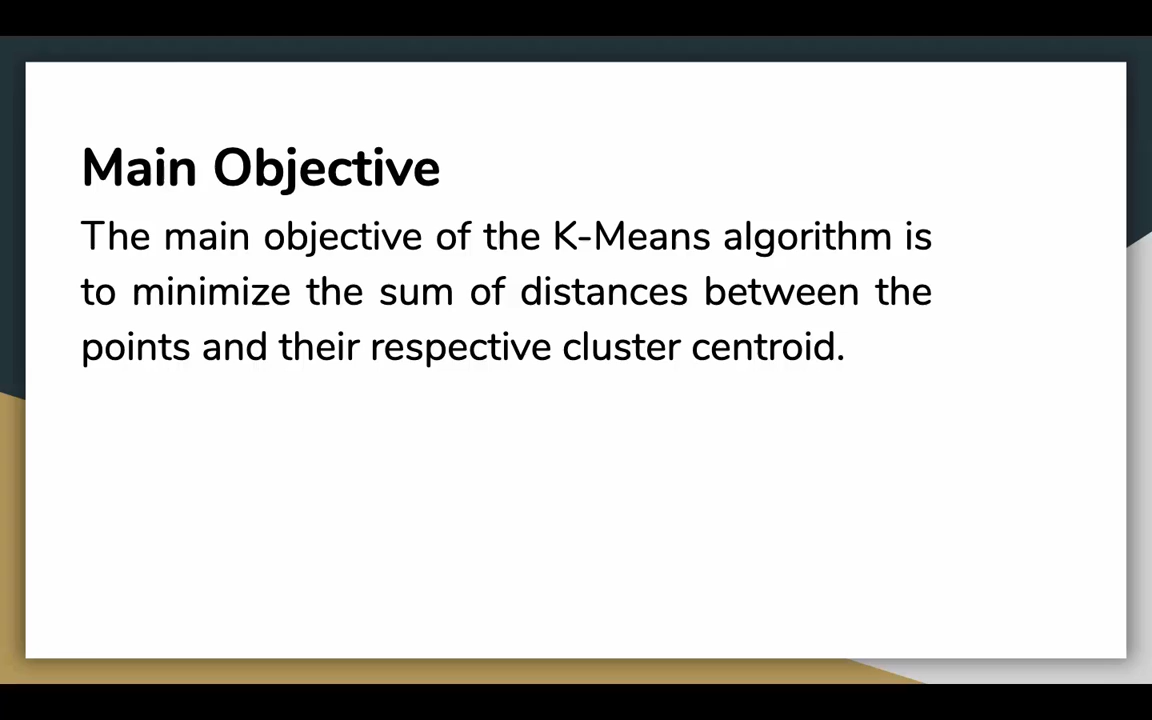 Main Objective
The main objective of the K-Means algorithm is
to minimize the sum of distances between the
points and their respective cluster centroid.